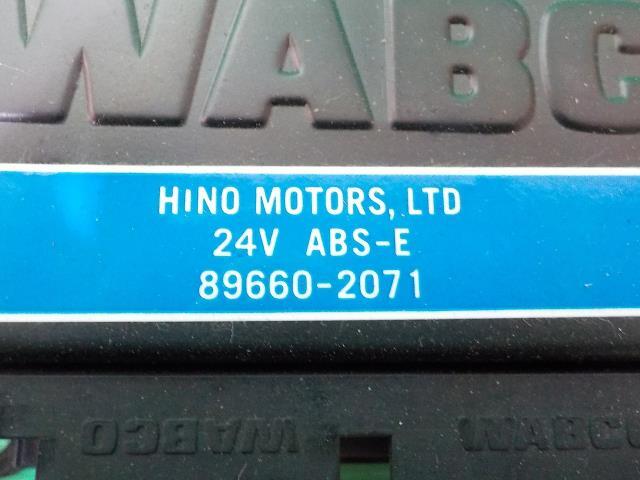 WABC
HINO MOTORS, LTD
24V ABS-E
89660-2071
WABCO WABCO